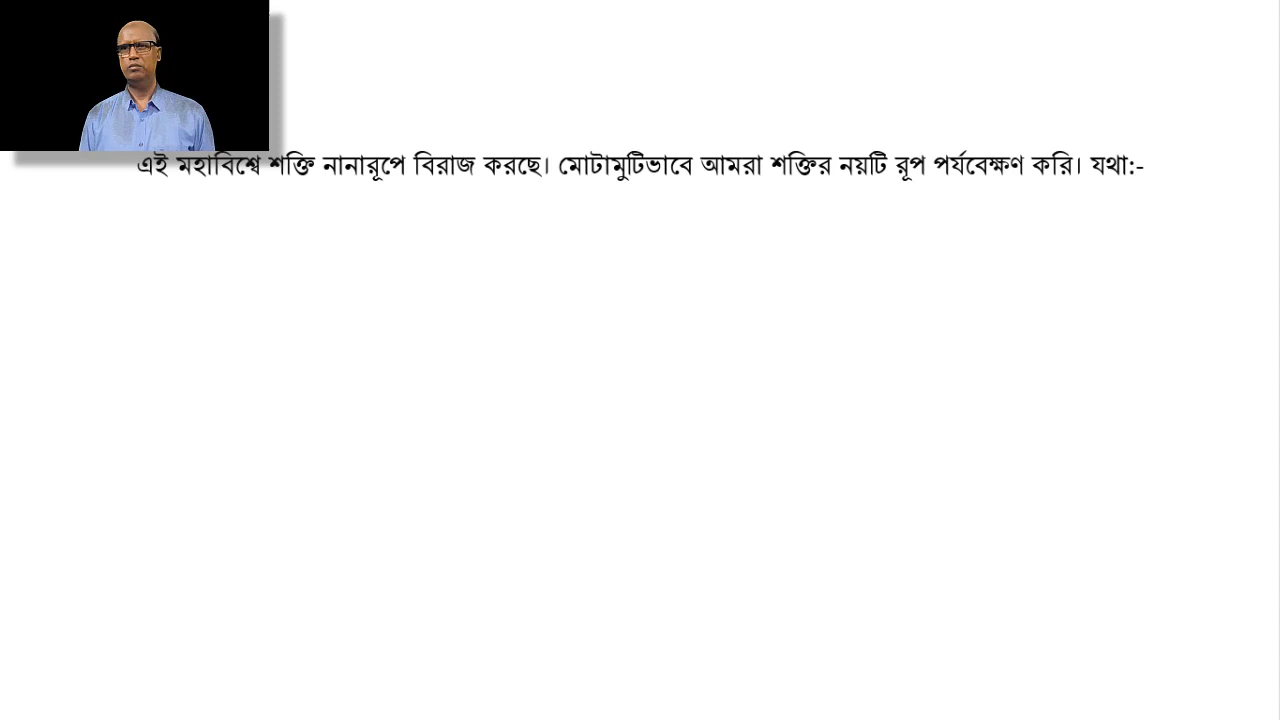 এই মহাবিশ্বে শক্তি নানারূপে বিরাজ করছে। মোটামুটিভাবে আমরা শক্তির নয়টি রূপ পর্যবেক্ষণ করি। যথা:-